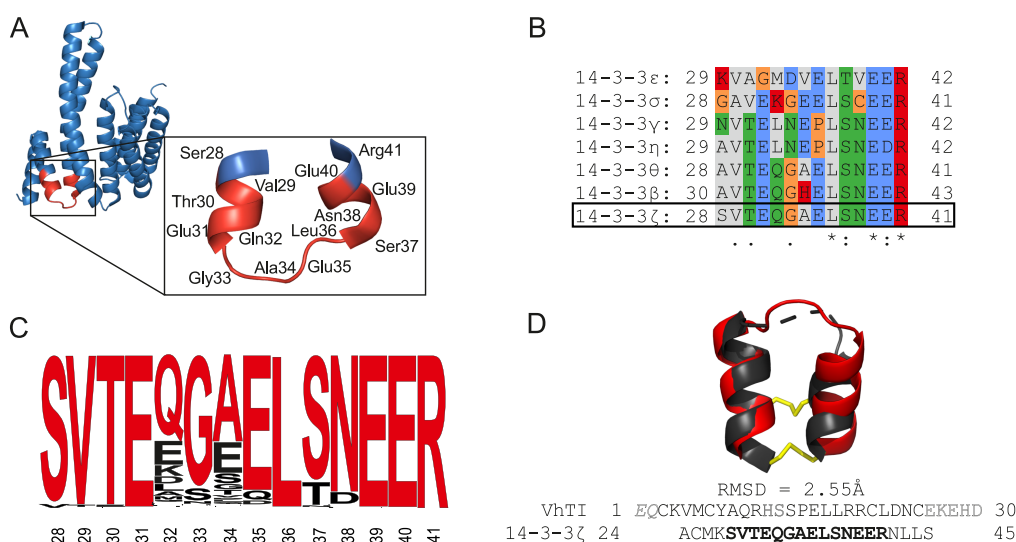 A
Ser28
Val29
Thr30
Glu31
Gln32
Gly33
Ala34
Glu35
Leu36
Ser37
Asn38
Glu39
Glu40
Arg41
B
14-3-3ε: 29 KVAGMDVELTVEER 42
14-3-3σ: 28 GAVEKGEELSCEER 41
14-3-3γ: 29 NVTELNEPLSNEER 42
14-3-3η: 29 AVTELNEPLSNEDR 42
14-3-3θ: 28 AVTEQGAELSNEER 41
14-3-3β: 30 AVTEQGHELSNEER 43
14-3-3ζ: 28 SVTEQGAELSNEER 41
.. . *: *:*
C
SVTEQGAELSNEER
E E T D
28 29 30 31 32 33 34 35 36 37 38 39 40 41
D
RMSD = 2.55Å
VhTI 1 EQCKVMCYAQRHSSPELLRRCLDNCEKEHD 30
14-3-3ζ 24 ACMKSVTEQGAELSNEERNLLS 45